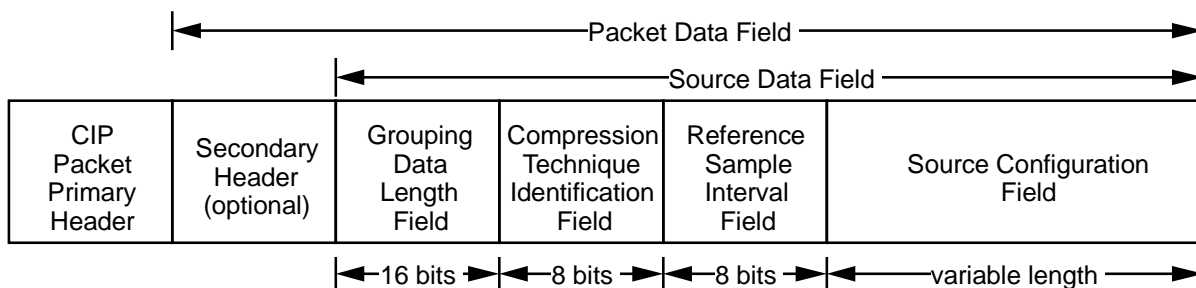 Packet Data Field
Source Data Field
CIP
Packet
Primary
Header
Secondary
Header
(optional)
Grouping
Data
Length
Field
Compression
Technique
Identification
Field
Reference
Sample
Interval
Field
Source Configuration
Field
16 bits
8 bits
8 bits
variable length